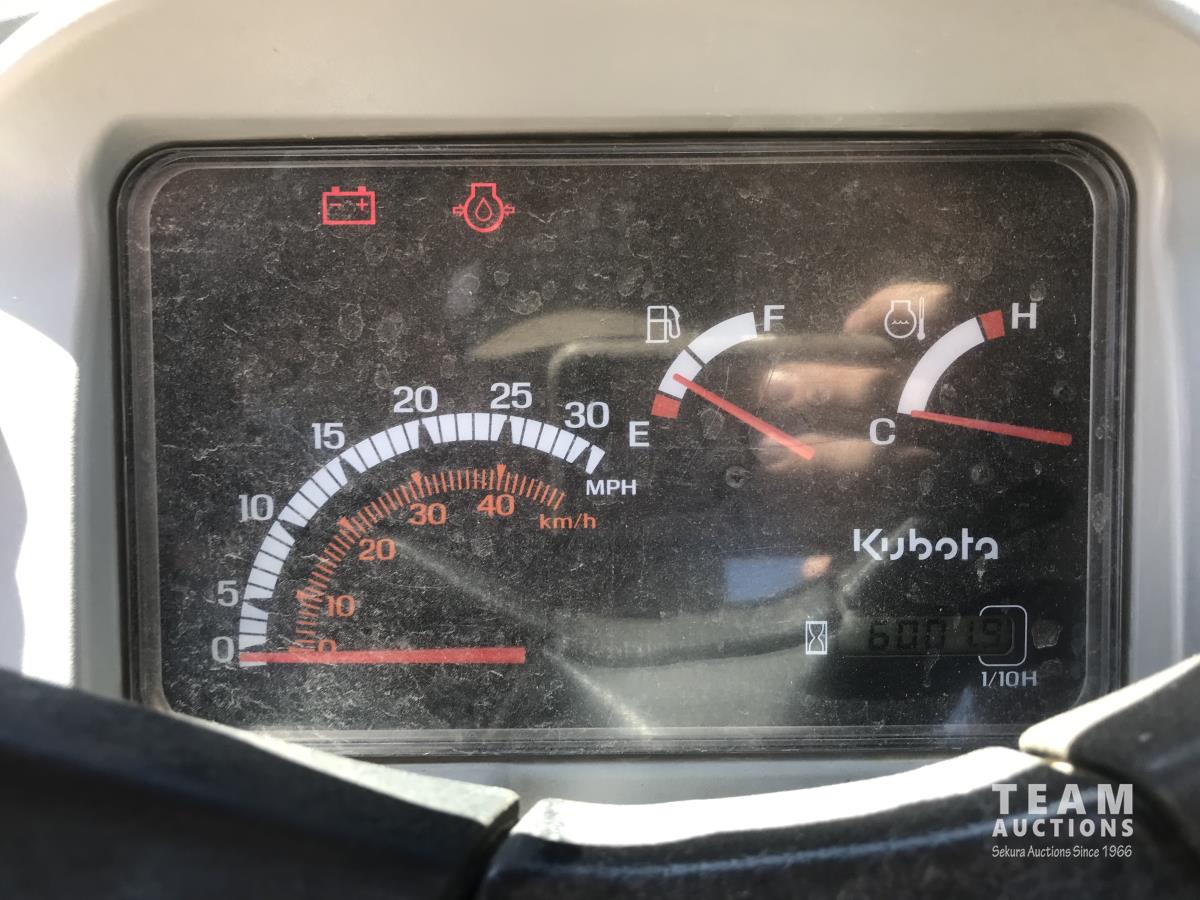 - +
F
H
E
C
0
5
10
15
20
25
30
MPH
0
10
20
30
40
km/h
Kubota
1/10H
TEAM
AUCTIONS
Sekura Auctions Since 1966